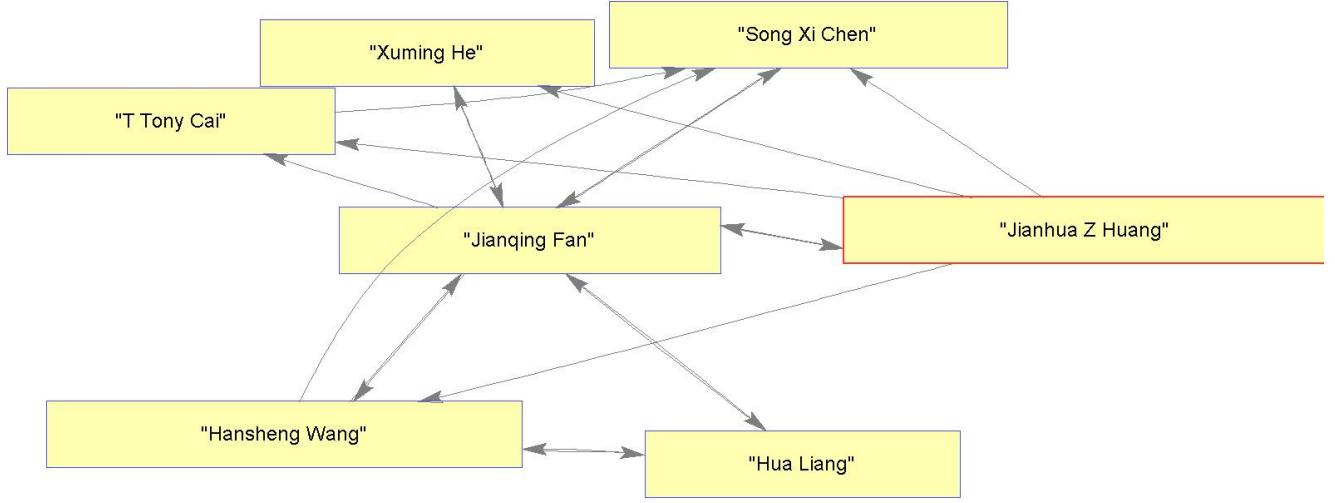 "Song Xi Chen"
"Xuming He"
"T Tony Cai"
"Jianhua Z Huang"
"Jianqing Fan"
"Hansheng Wang"
"Hua Liang"